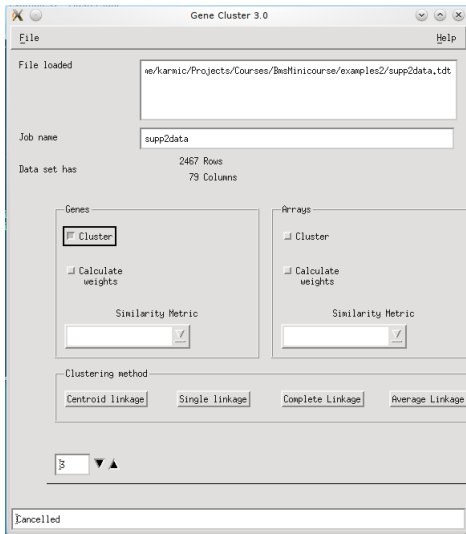 Gene Cluster 3.0
File Help
File loaded
me/karmic/Projects/Courses/BmsMinicourse/examples2/supp2data.tdt
Job name
supp2data
Data set has
2467 Rows
79 Columns
Genes
Cluster
Calculate
weights
Similarity Metric
Arrays
Cluster
Calculate
weights
Similarity Metric
Clustering method
Centroid linkage Single linkage Complete Linkage Average Linkage
3
Cancelled